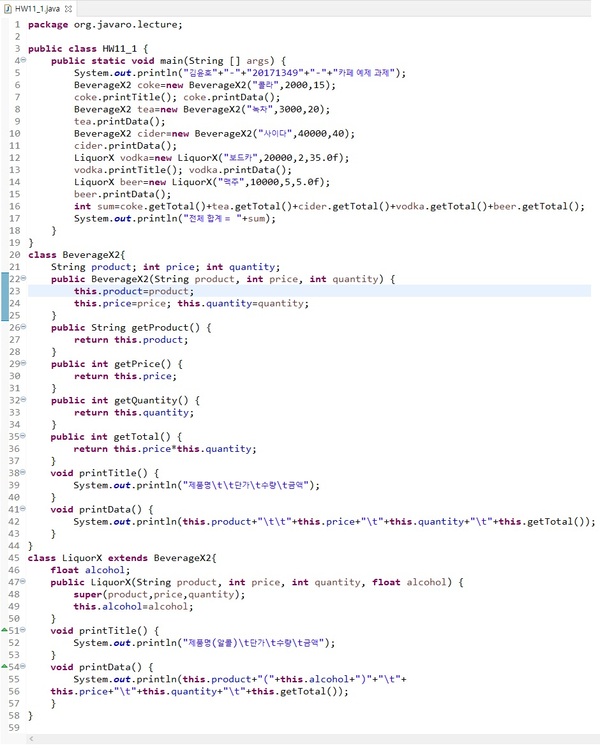 HW11_1.java
1 package org.javaro.lecture;
2
3 public class HW11_1 {
4 public static void main(String [] args) {
5 System.out.println("김윤호"+"-"+"20171349"+"-"+"카페 예제 과제");
6 BeverageX2 coke=new BeverageX2("콜라",2000,15);
7 coke.printTitle(); coke.printData();
8 BeverageX2 tea=new BeverageX2("녹차",3000,20);
9 tea.printData();
10 BeverageX2 cider=new BeverageX2("사이다",40000,40);
11 cider.printData();
12 LiquorX vodka=new LiquorX("보드카",20000,2,35.0f);
13 vodka.printTitle(); vodka.printData();
14 LiquorX beer=new LiquorX("맥주",10000,5,5.0f);
15 beer.printData();
16 int sum=coke.getTotal()+tea.getTotal()+cider.getTotal()+vodka.getTotal()+beer.getTotal();
17 System.out.println("전체 합계 = "+sum);
18 }
19 }
20 class BeverageX2{
21 String product; int price; int quantity;
22 public BeverageX2(String product, int price, int quantity) {
23 this.product=product;
24 this.price=price; this.quantity=quantity;
25 }
26 public String getProduct() {
27 return this.product;
28 }
29 public int getPrice() {
30 return this.price;
31 }
32 public int getQuantity() {
33 return this.quantity;
34 }
35 public int getTotal() {
36 return this.price*this.quantity;
37 }
38 void printTitle() {
39 System.out.println("제품명\t\t단가\t수량\t금액");
40 }
41 void printData() {
42 System.out.println(this.product+"\t\t"+this.price+"\t"+this.quantity+"\t"+this.getTotal());
43 }
44 }
45 class LiquorX extends BeverageX2{
46 float alcohol;
47 public LiquorX(String product, int price, int quantity, float alcohol) {
48 super(product,price,quantity);
49 this.alcohol=alcohol;
50 }
51 void printTitle() {
52 System.out.println("제품명(알콜)\t단가\t수량\t금액");
53 }
54 void printData() {
55 System.out.println(this.product+"("+this.alcohol+")"+"\t"+
56 this.price+"\t"+this.quantity+"\t"+this.getTotal());
57 }
58 }
59